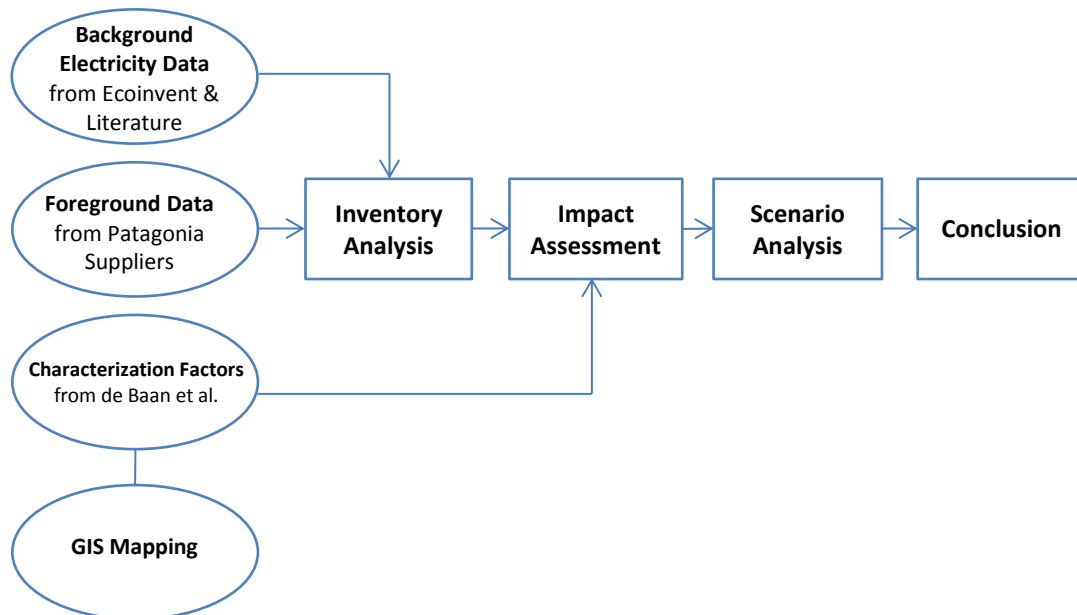 Background
Electricity Data
from Ecoinvent &
Literature
Foreground Data
from Patagonia
Suppliers
Inventory
Analysis
Impact
Assessment
Scenario
Analysis
Conclusion
Characterization Factors
from de Baan et al.
GIS Mapping